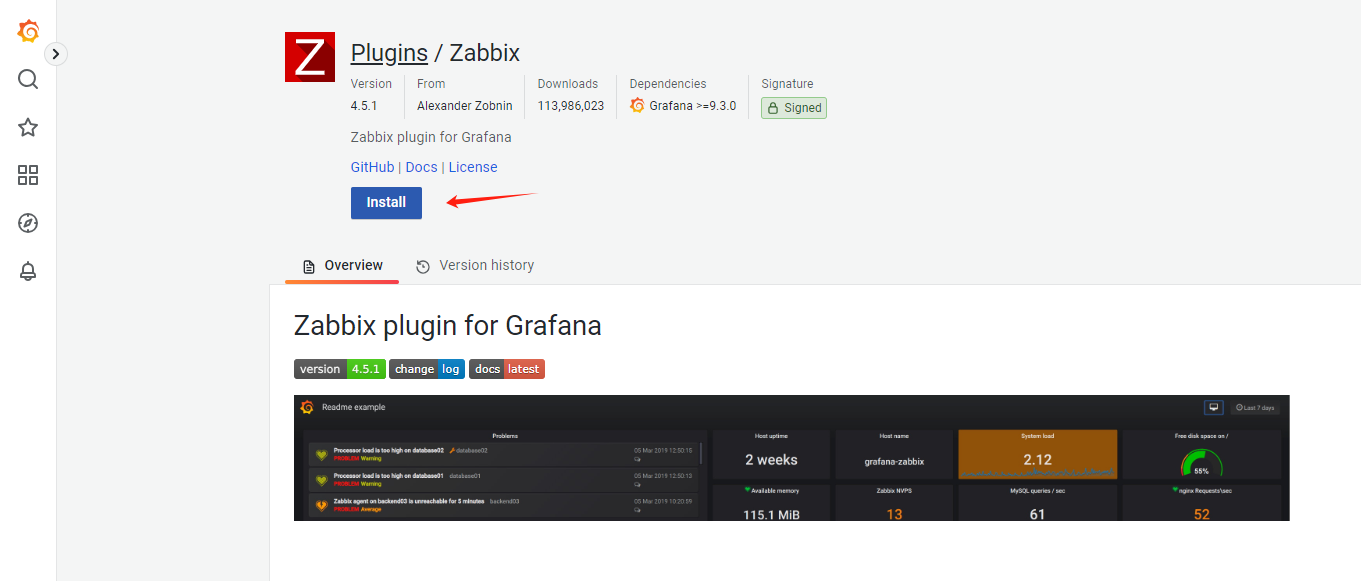 Z
Plugins / Zabbix
Version From Downloads Dependencies Signature
4.5.1 Alexander Zobnin 113,986,023 Grafana >=9.3.0 Signed
Zabbix plugin for Grafana
GitHub | Docs | License
Install
Overview Version history
Zabbix plugin for Grafana
version 4.5.1 change log docs latest
Readme example Last 7 days
Problems Host uptime Host name System load Free disk space on /
Processor load is too high on database02 database02 05 Mar 2019 12:50:15
PROBLEM Warning
2 weeks grafana-zabbix 2.12 55%
Processor load is too high on database01 database01 05 Mar 2019 12:50:13
PROBLEM Warning
Available memory Zabbix NVPS MySQL queries / sec nginx Requests\sec
Zabbix agent on backend03 is unreachable for 5 minutes backend03 05 Mar 2019 10:20:59
PROBLEM Average
115.1 MiB 13 61 52